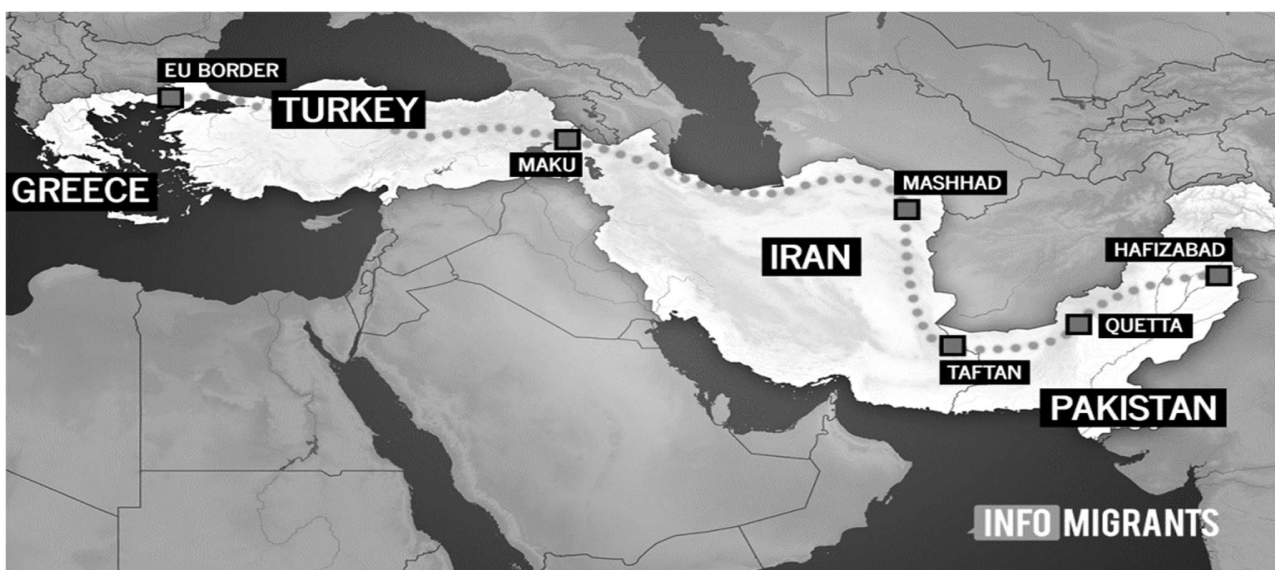 EU BORDER
TURKEY
MAKU
GREECE
MASHHAD
IRAN
HAFIZABAD
QUETTA
TAFTAN
PAKISTAN
INFO MIGRANTS